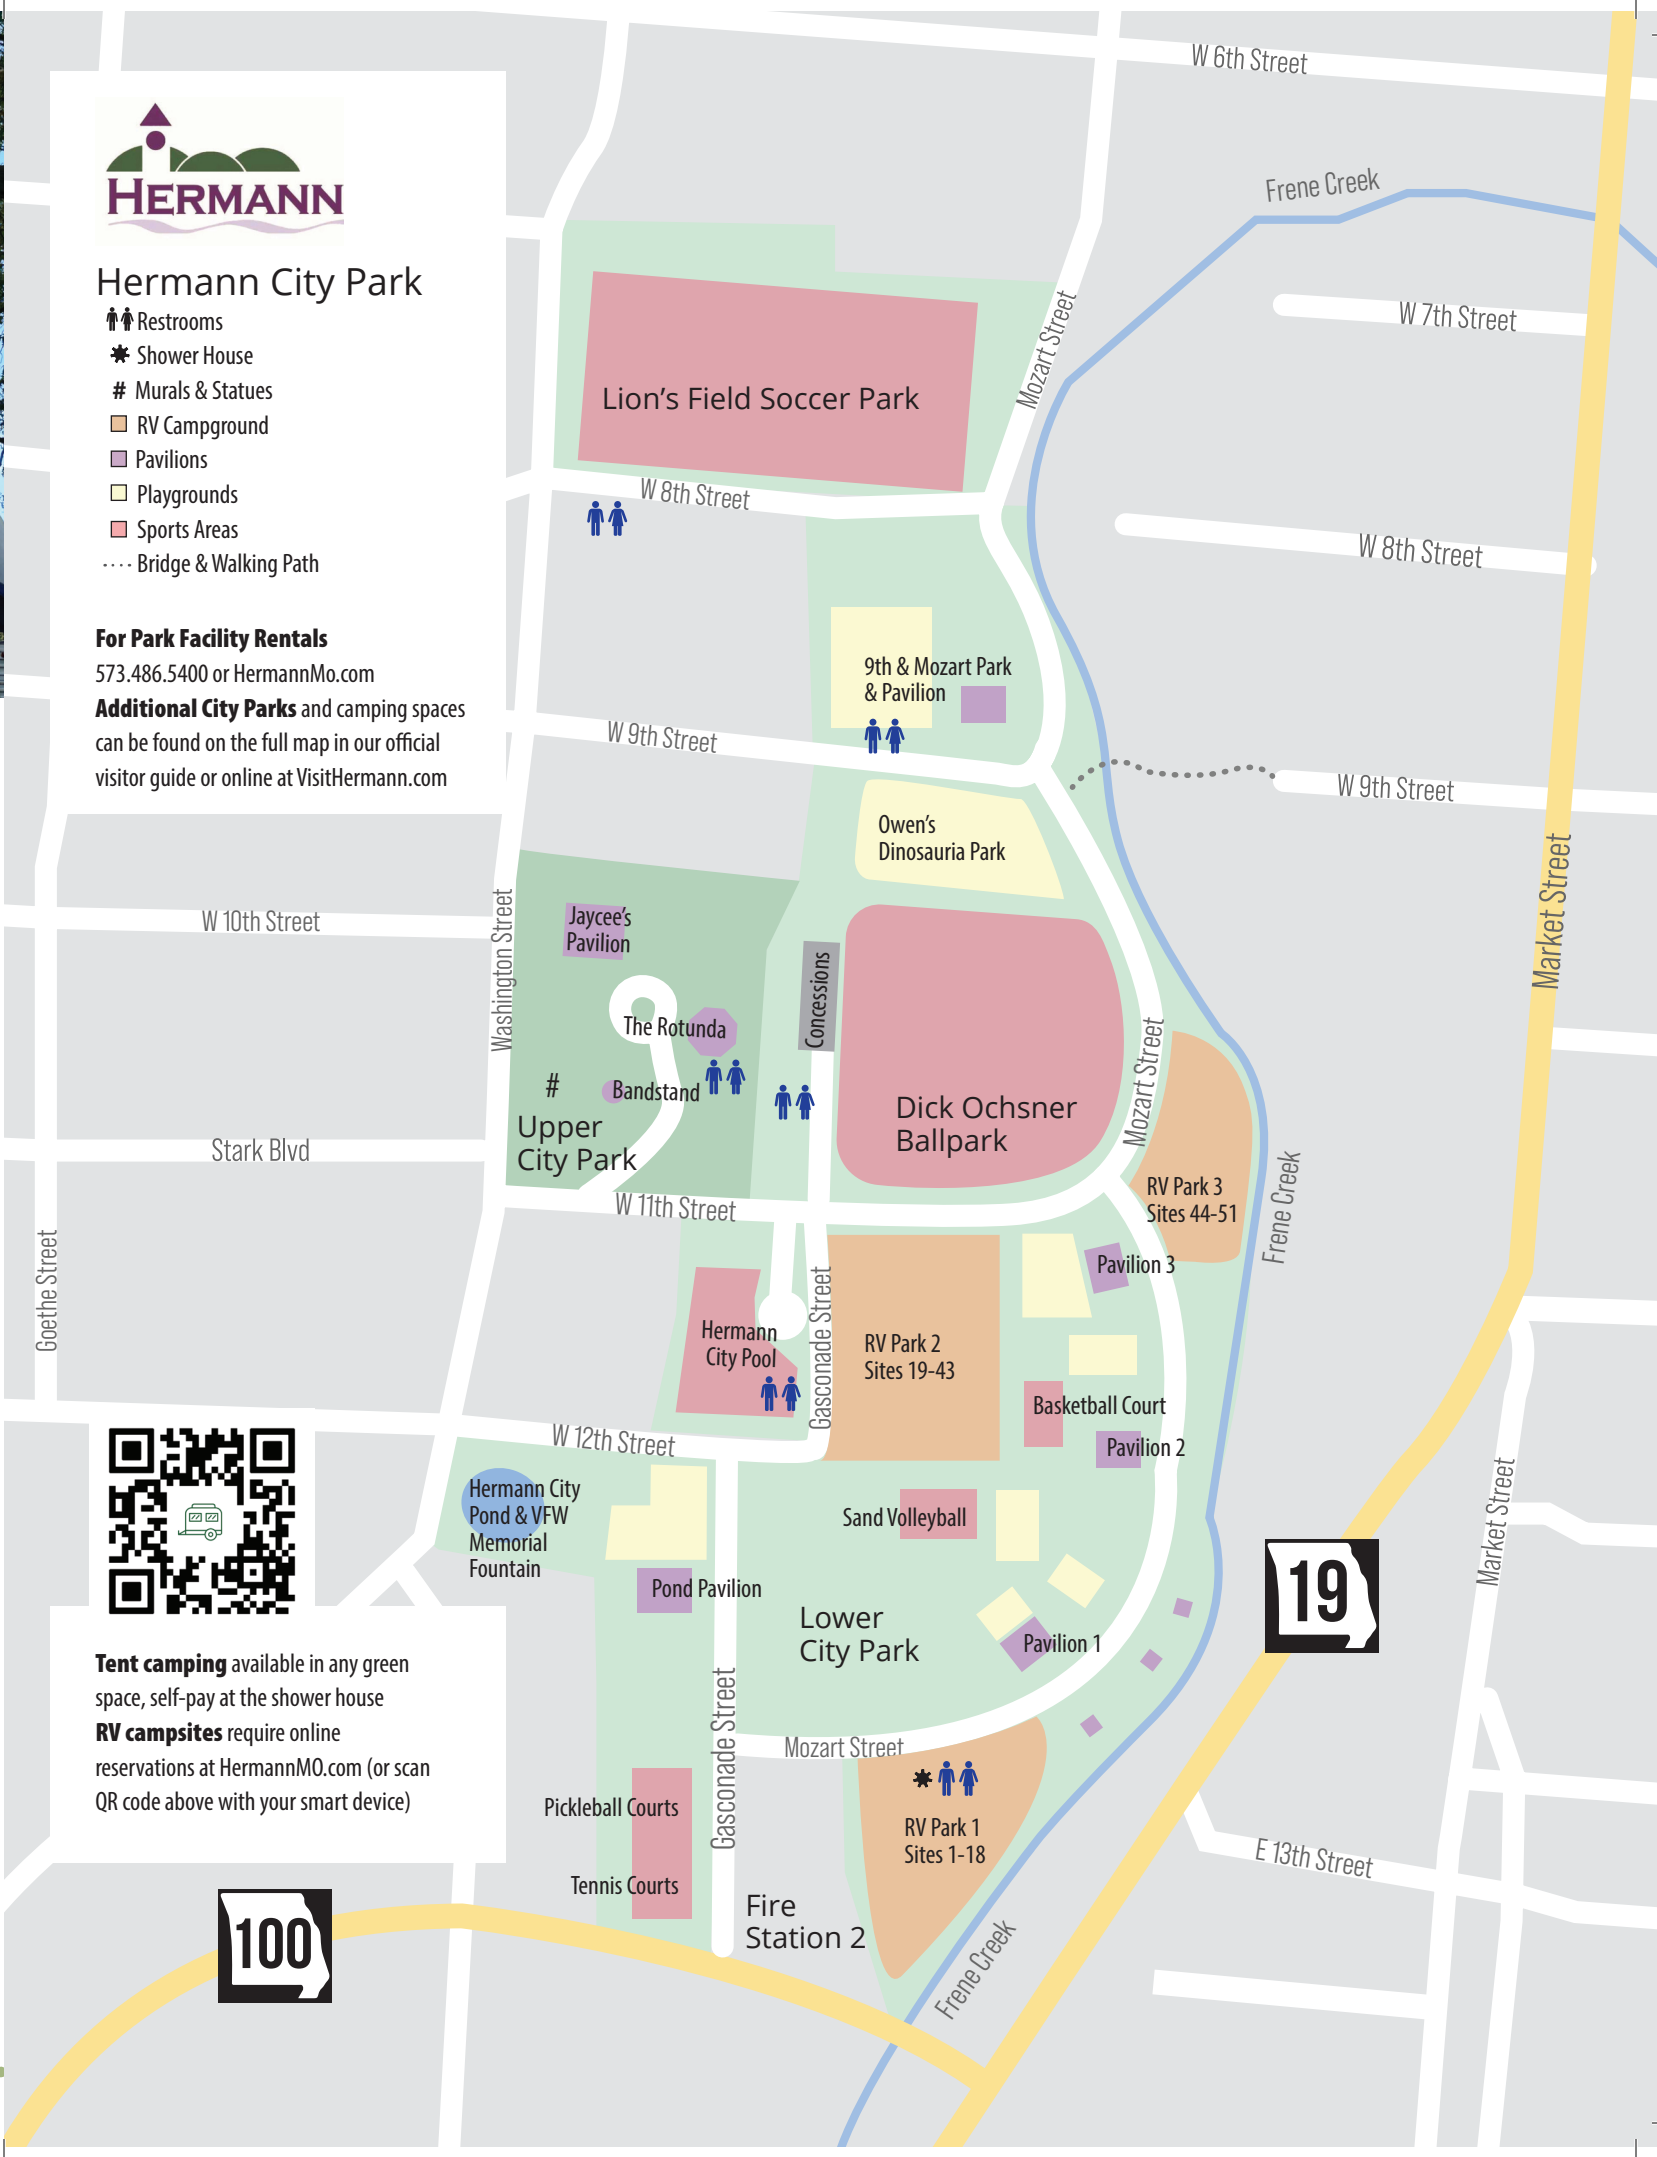 HERMANN
Hermann City Park
Restrooms
Shower House
# Murals & Statues
RV Campground
Pavilions
Playgrounds
Sports Areas
Bridge & Walking Path
For Park Facility Rentals
573.486.5400 or HermannMo.com
Additional City Parks and camping spaces
can be found on the full map in our official
visitor guide or online at VisitHermann.com
W 6th Street
Frene Creek
W 7th Street
Mozart Street
Lion's Field Soccer Park
W 8th Street
W 8th Street
9th & Mozart Park
& Pavilion
W 9th Street
W 9th Street
Owen's
Dinosauria Park
Market Street
W 10th Street
Washington Street
Jaycee's
Pavilion
Concessions
The Rotunda
#
Bandstand
Upper
City Park
Dick Ochsner
Ballpark
Mozart Street
Stark Blvd
W 11th Street
RV Park 3
Sites 44-51
Frene Creek
Goethe Street
Pavilion 3
Hermann
City Pool
Gasconade Street
RV Park 2
Sites 19-43
Basketball Court
Pavilion 2
W 12th Street
Hermann City
Pond & VFW
Memorial
Fountain
Sand Volleyball
Market Street
19
Pond Pavilion
Lower
City Park
Pavilion 1
Tent camping available in any green
space, self-pay at the shower house
RV campsites require online
reservations at HermannMO.com (or scan
QR code above with your smart device)
Gasconade Street
Mozart Street
Pickleball Courts
Tennis Courts
RV Park 1
Sites 1-18
E 13th Street
Fire
Station 2
100
Frene Creek